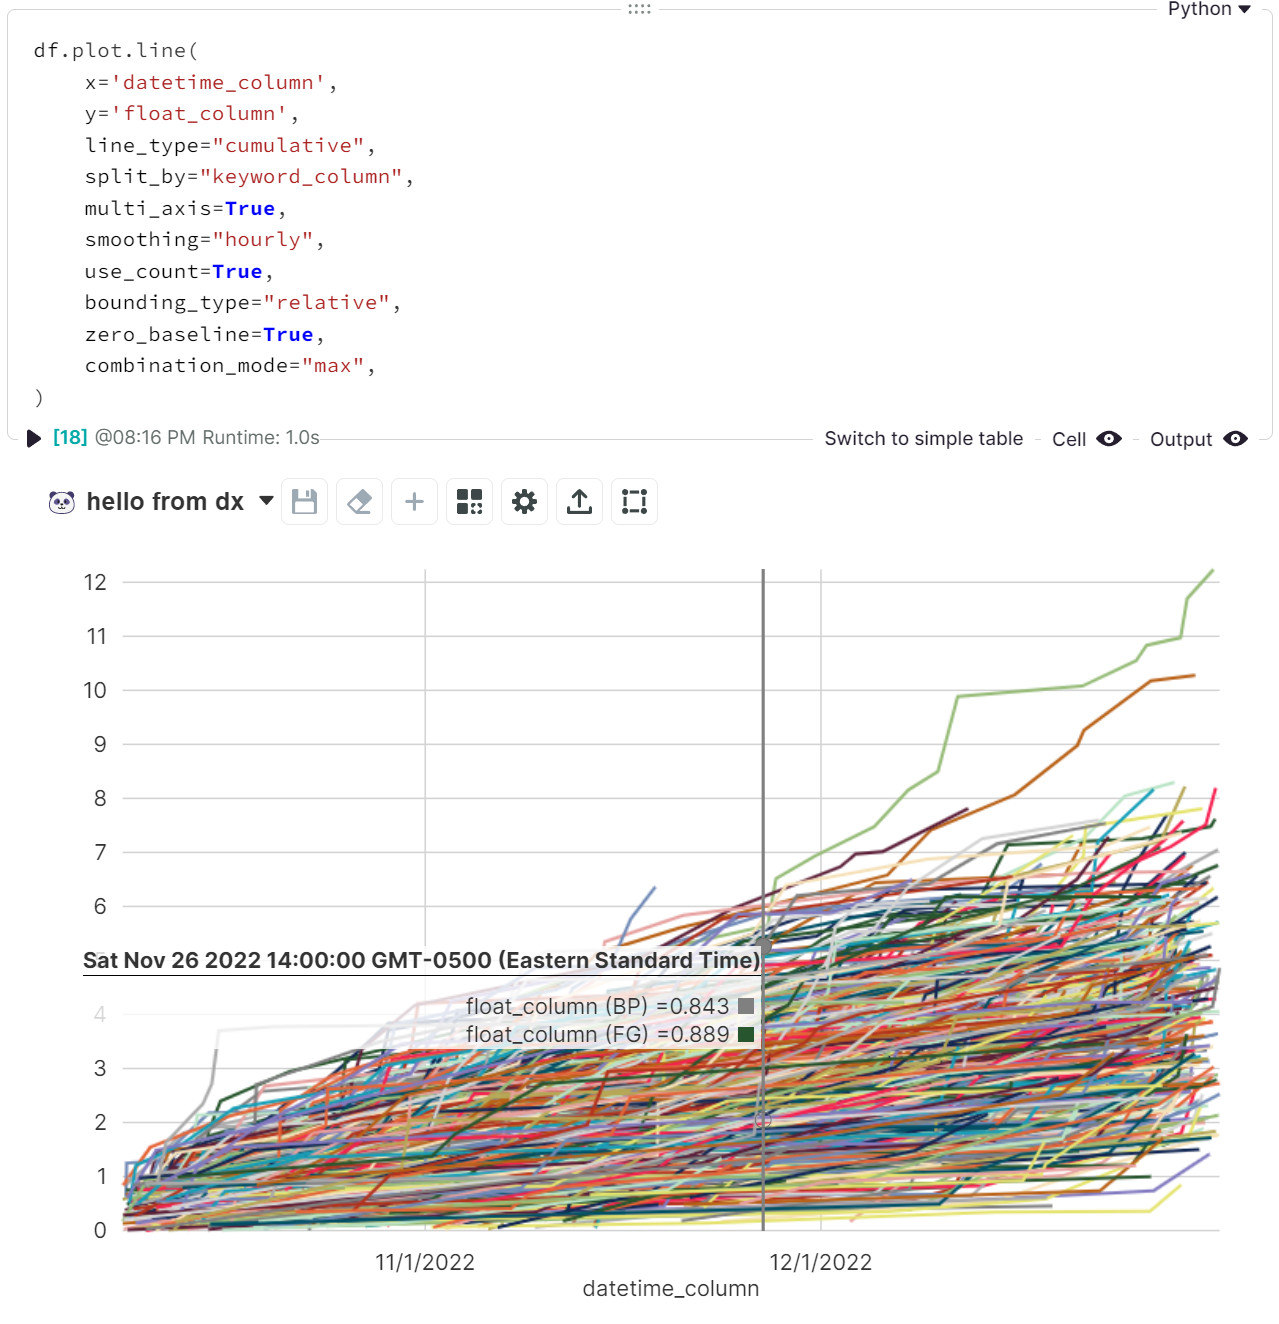 Python
df.plot.line(
    x='datetime_column',
    y='float_column',
    line_type="cumulative",
    split_by="keyword_column",
    multi_axis=True,
    smoothing="hourly",
    use_count=True,
    bounding_type="relative",
    zero_baseline=True,
    combination_mode="max",
)
[18] @08:16 PM Runtime: 1.0s Switch to simple table Cell Output
hello from dx
12
11
10
9
8
7
6
Sat Nov 26 2022 14:00:00 GMT-0500 (Eastern Standard Time)
float_column (BP) =0.843
4
float_column (FG) =0.889
3
2
1
0
11/1/2022 12/1/2022
datetime_column